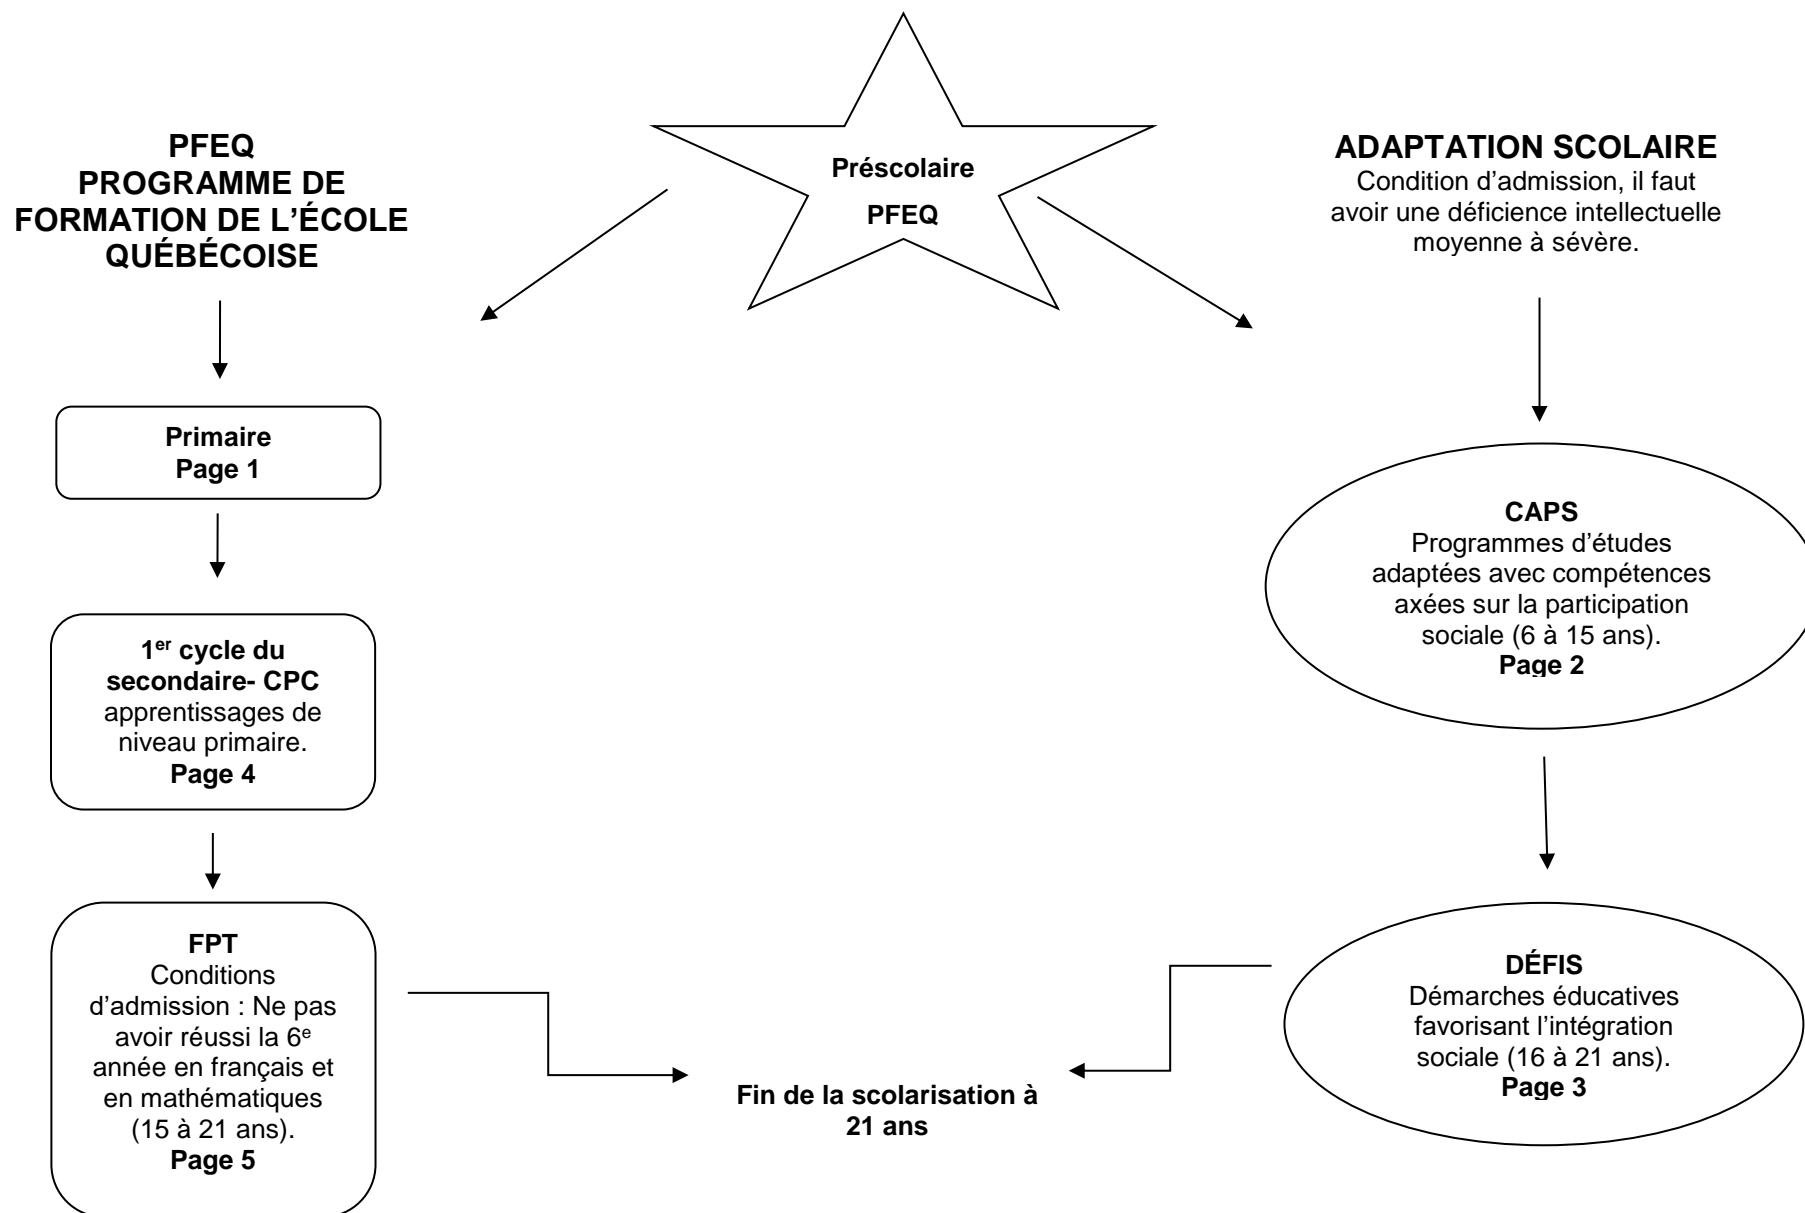 PFEQ
PROGRAMME DE
FORMATION DE L’ÉCOLE
QUÉBÉCOISE
Préscolaire
PFEQ
ADAPTATION SCOLAIRE
Condition d’admission, il faut
avoir une déficience intellectuelle
moyenne à sévère.
Primaire
Page 1
1er cycle du
secondaire- CPC
apprentissages de
niveau primaire.
Page 4
FPT
Conditions
d’admission : Ne pas
avoir réussi la 6e
année en français et
en mathématiques
(15 à 21 ans).
Page 5
CAPS
Programmes d’études
adaptées avec compétences
axées sur la participation
sociale (6 à 15 ans).
Page 2
DÉFIS
Démarches éducatives
favorisant l’intégration
sociale (16 à 21 ans).
Page 3
Fin de la scolarisation à
21 ans